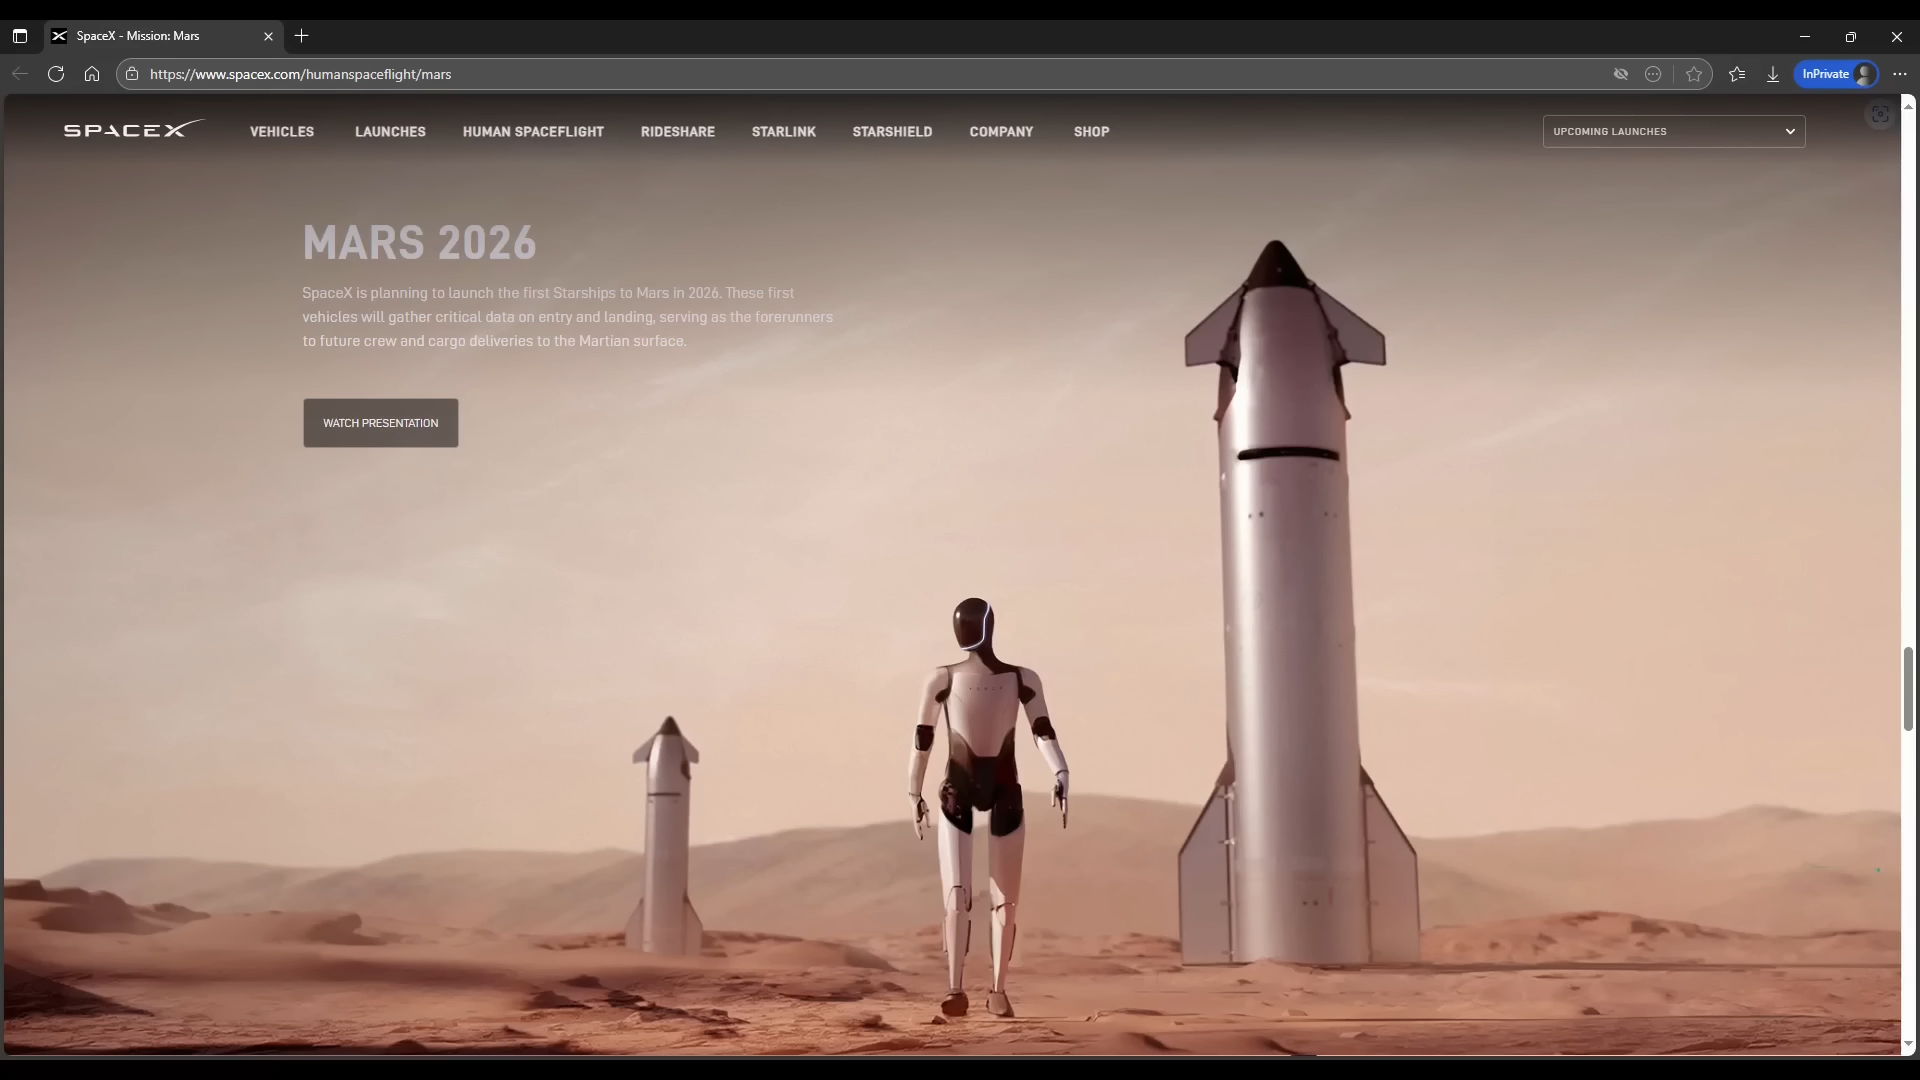 SpaceX - Mission: Mars
https://www.spacex.com/humanspaceflight/mars
InPrivate
SPACEX
VEHICLES
LAUNCHES
HUMAN SPACEFLIGHT
RIDESHARE
STARLINK
STARSHIELD
COMPANY
SHOP
UPCOMING LAUNCHES
MARS 2026
SpaceX is planning to launch the first Starships to Mars in 2026. These first
vehicles will gather critical data on entry and landing, serving as the forerunners
to future crew and cargo deliveries to the Martian surface.
WATCH PRESENTATION